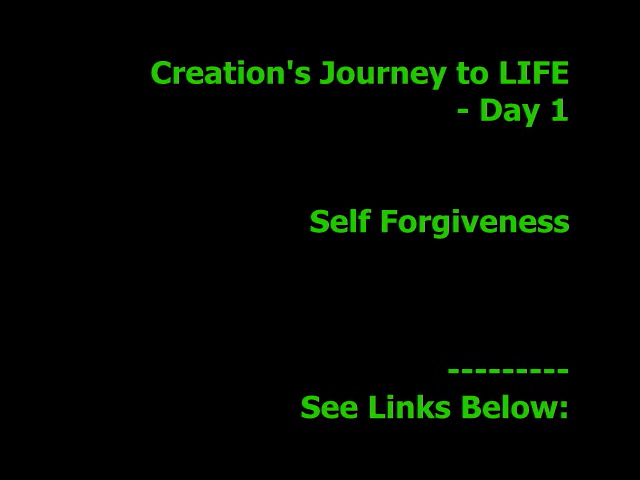 Creation's Journey to LIFE
- Day 1
Self Forgiveness
---------
See Links Below: